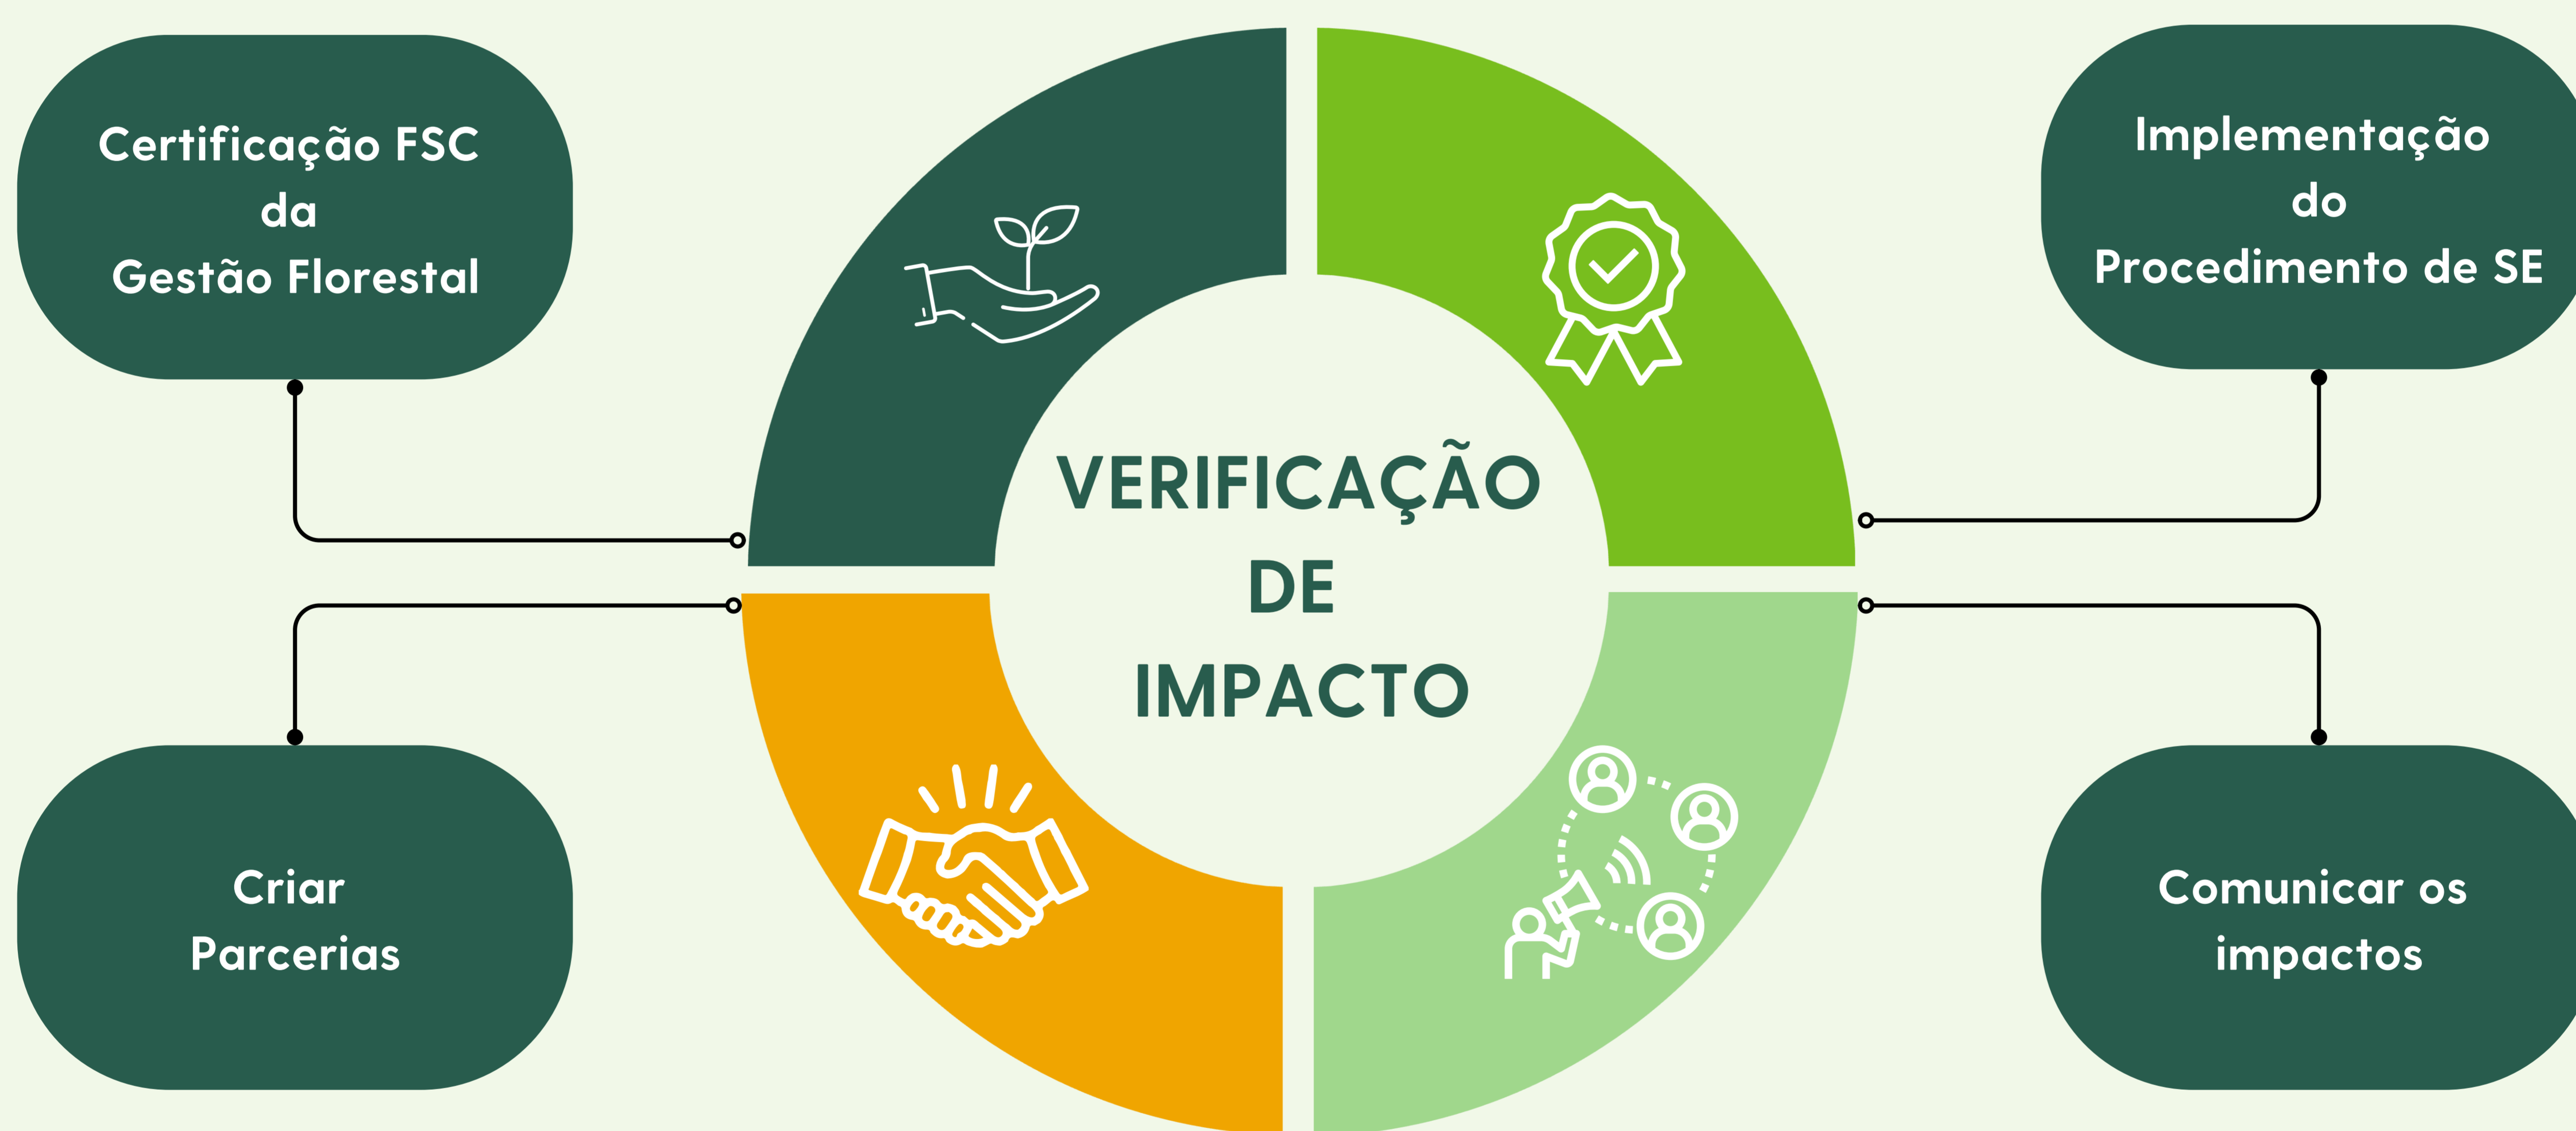 Certificação FSC
da
Gestão Florestal
Implementação
do
Procedimento de SE
VERIFICAÇÃO
DE
IMPACTO
Criar
Parcerias
Comunicar os
impactos